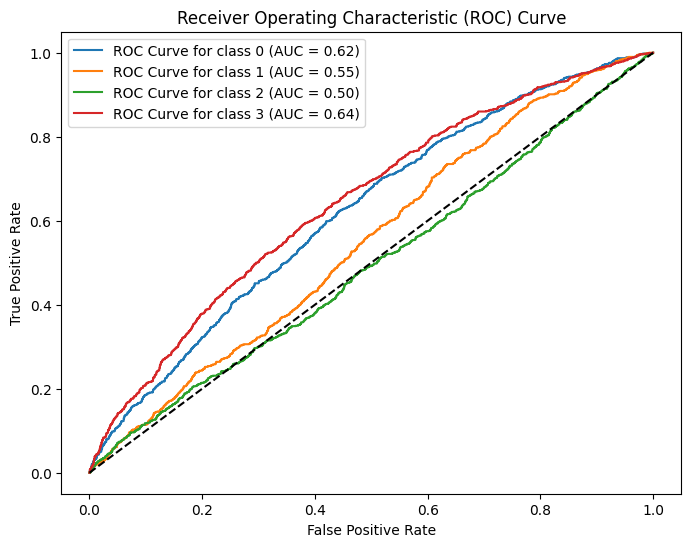 Receiver Operating Characteristic (ROC) Curve
1.0
0.8
0.6
0.4
0.2
0.0
True Positive Rate
ROC Curve for class 0 (AUC = 0.62)
ROC Curve for class 1 (AUC = 0.55)
ROC Curve for class 2 (AUC = 0.50)
ROC Curve for class 3 (AUC = 0.64)
0.0 0.2 0.4 0.6 0.8 1.0
False Positive Rate